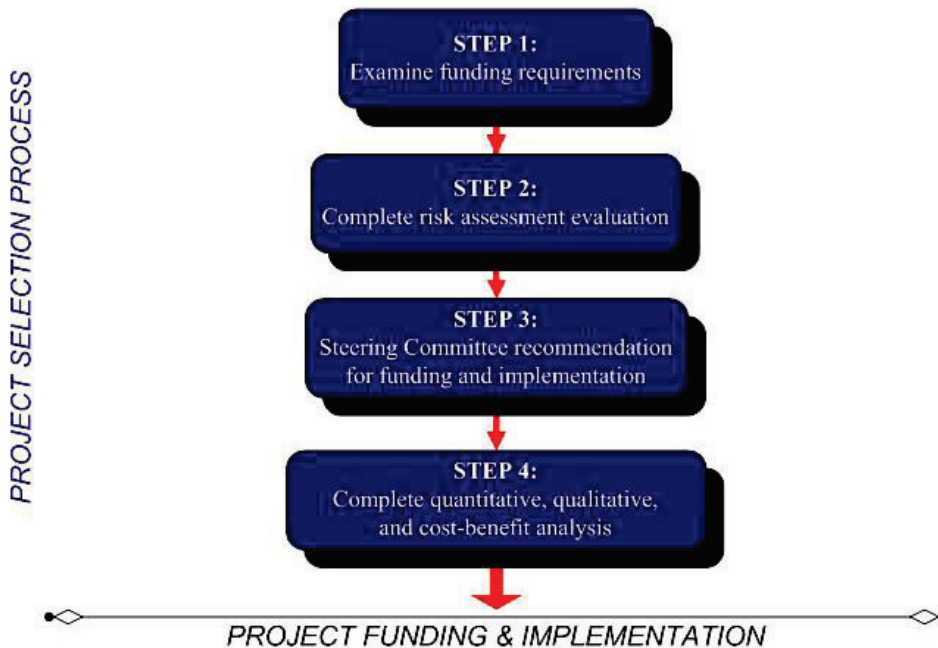 PROJECT SELECTION PROCESS
STEP 1:
Examine funding requirements
STEP 2:
Complete risk assessment evaluation
STEP 3:
Steering Committee recommendation
for funding and implementation
STEP 4:
Complete quantitative, qualitative,
and cost-benefit analysis
PROJECT FUNDING & IMPLEMENTATION